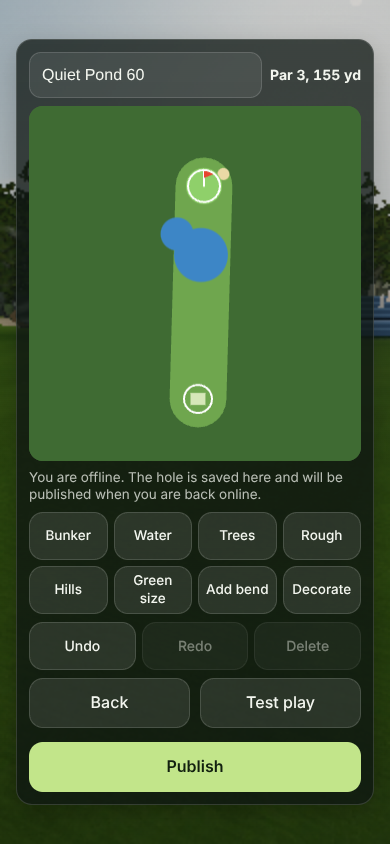 Quiet Pond 60
Par 3, 155 yd
You are offline. The hole is saved here and will be
published when you are back online.
Bunker
Water
Trees
Rough
Hills
Green
size
Add bend
Decorate
Undo
Redo
Delete
Back
Test play
Publish